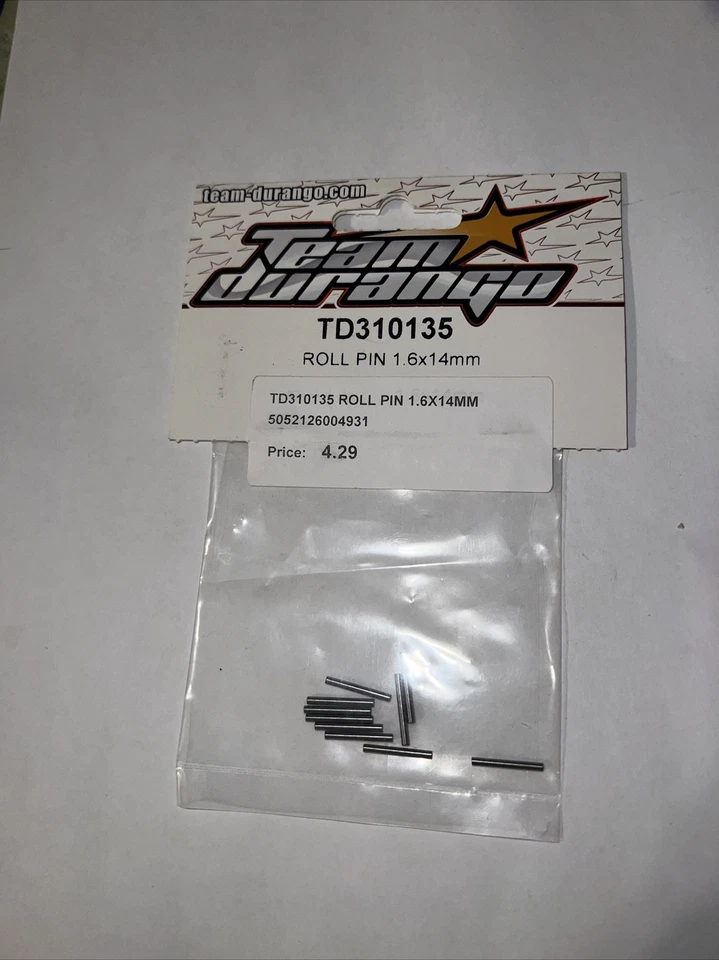 team-durango.com
Team
durango
TD310135
ROLL PIN 1.6x14mm
TD310135 ROLL PIN 1.6X14MM
5052126004931
Price: 4.29